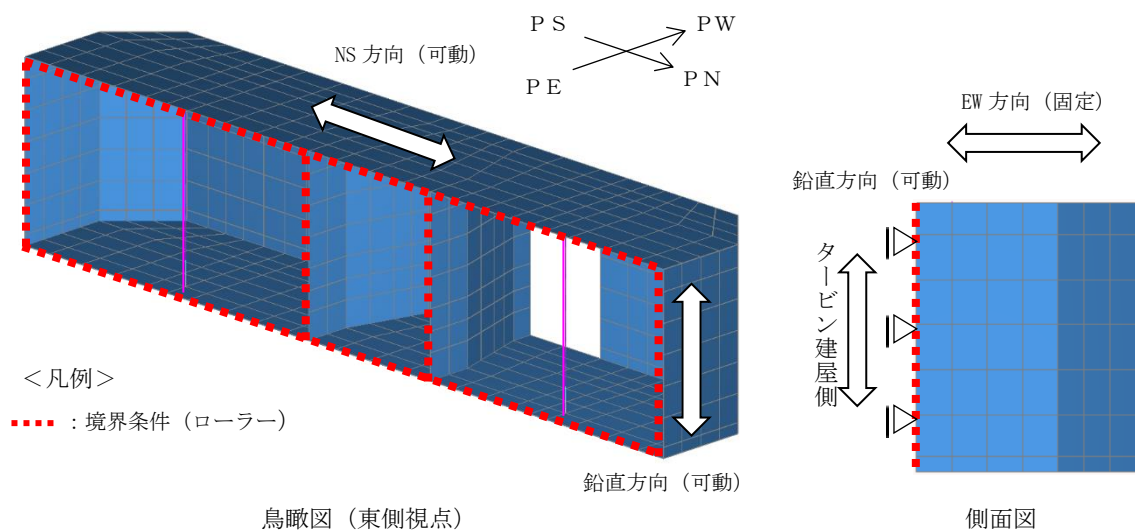 PS
PW
PE
PN
NS 方向（可動）
EW 方向（固定）
鉛直方向（可動）
タービン建屋側
＜凡例＞
：境界条件（ローラー）
鉛直方向（可動）
鳥瞰図（東側視点）
側面図